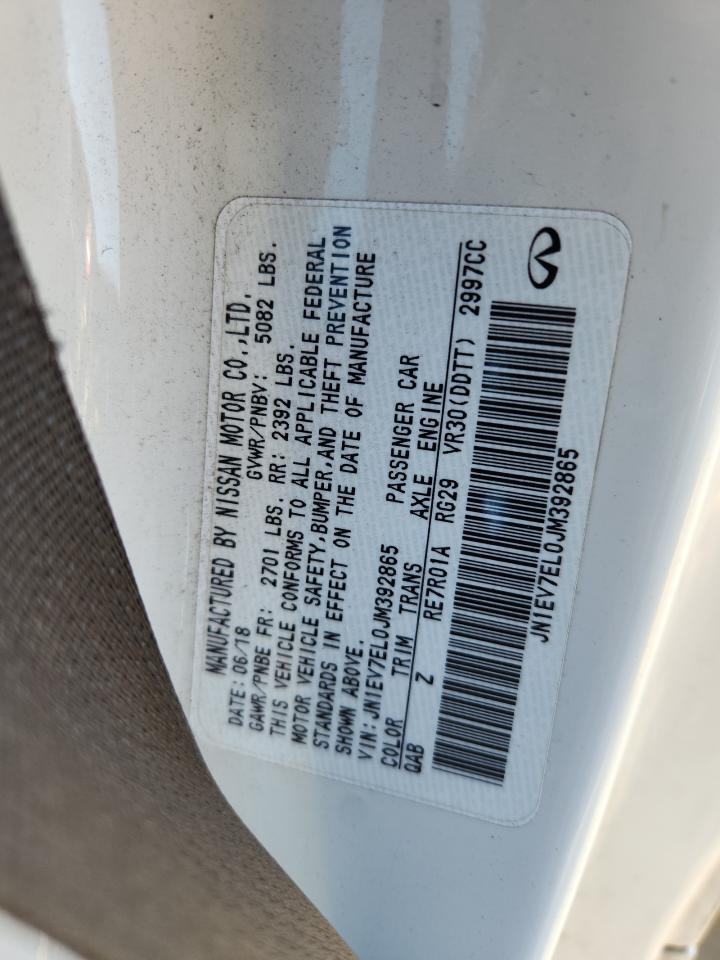 MANUFACTURED BY NISSAN MOTOR CO.,LTD.
DATE: 06/18 GVWR/PNBV: 5082 LBS.
GAWR/PNBE FR: 2701 LBS. RR: 2392 LBS.
THIS VEHICLE CONFORMS TO ALL APPLICABLE FEDERAL
MOTOR VEHICLE SAFETY,BUMPER,AND THEFT PREVENTION
STANDARDS IN EFFECT ON THE DATE OF MANUFACTURE
SHOWN ABOVE.
VIN: JN1EV7EL0JM392865 PASSENGER CAR
COLOR TRIM TRANS AXLE ENGINE
QAB Z RE7R01A RG29 VR30(DDTT) 2997CC
JN1EV7EL0JM392865